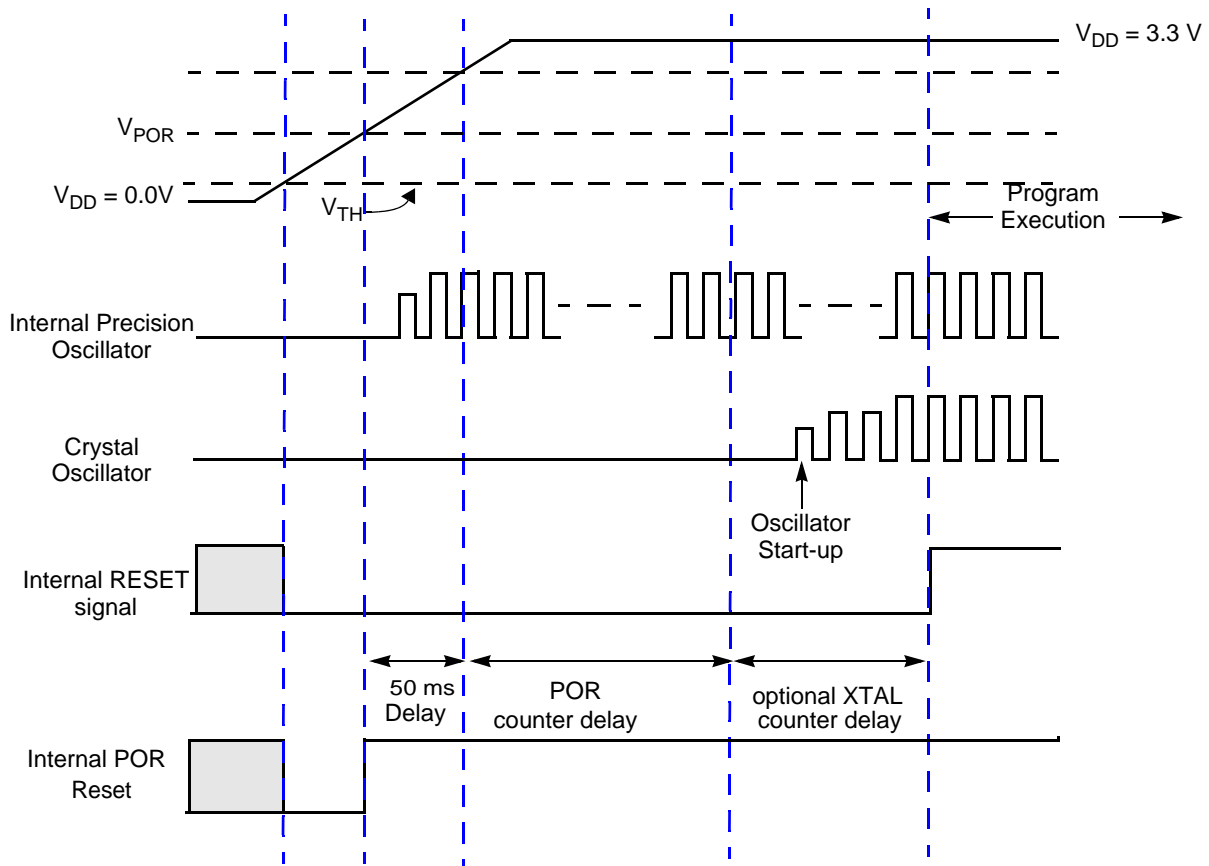 V_DD = 3.3 V
V_POR
V_DD = 0.0V
V_TH
Program
Execution
Internal Precision
Oscillator
Crystal
Oscillator
Oscillator
Start-up
Internal RESET
signal
50 ms
Delay
POR
counter delay
optional XTAL
counter delay
Internal POR
Reset